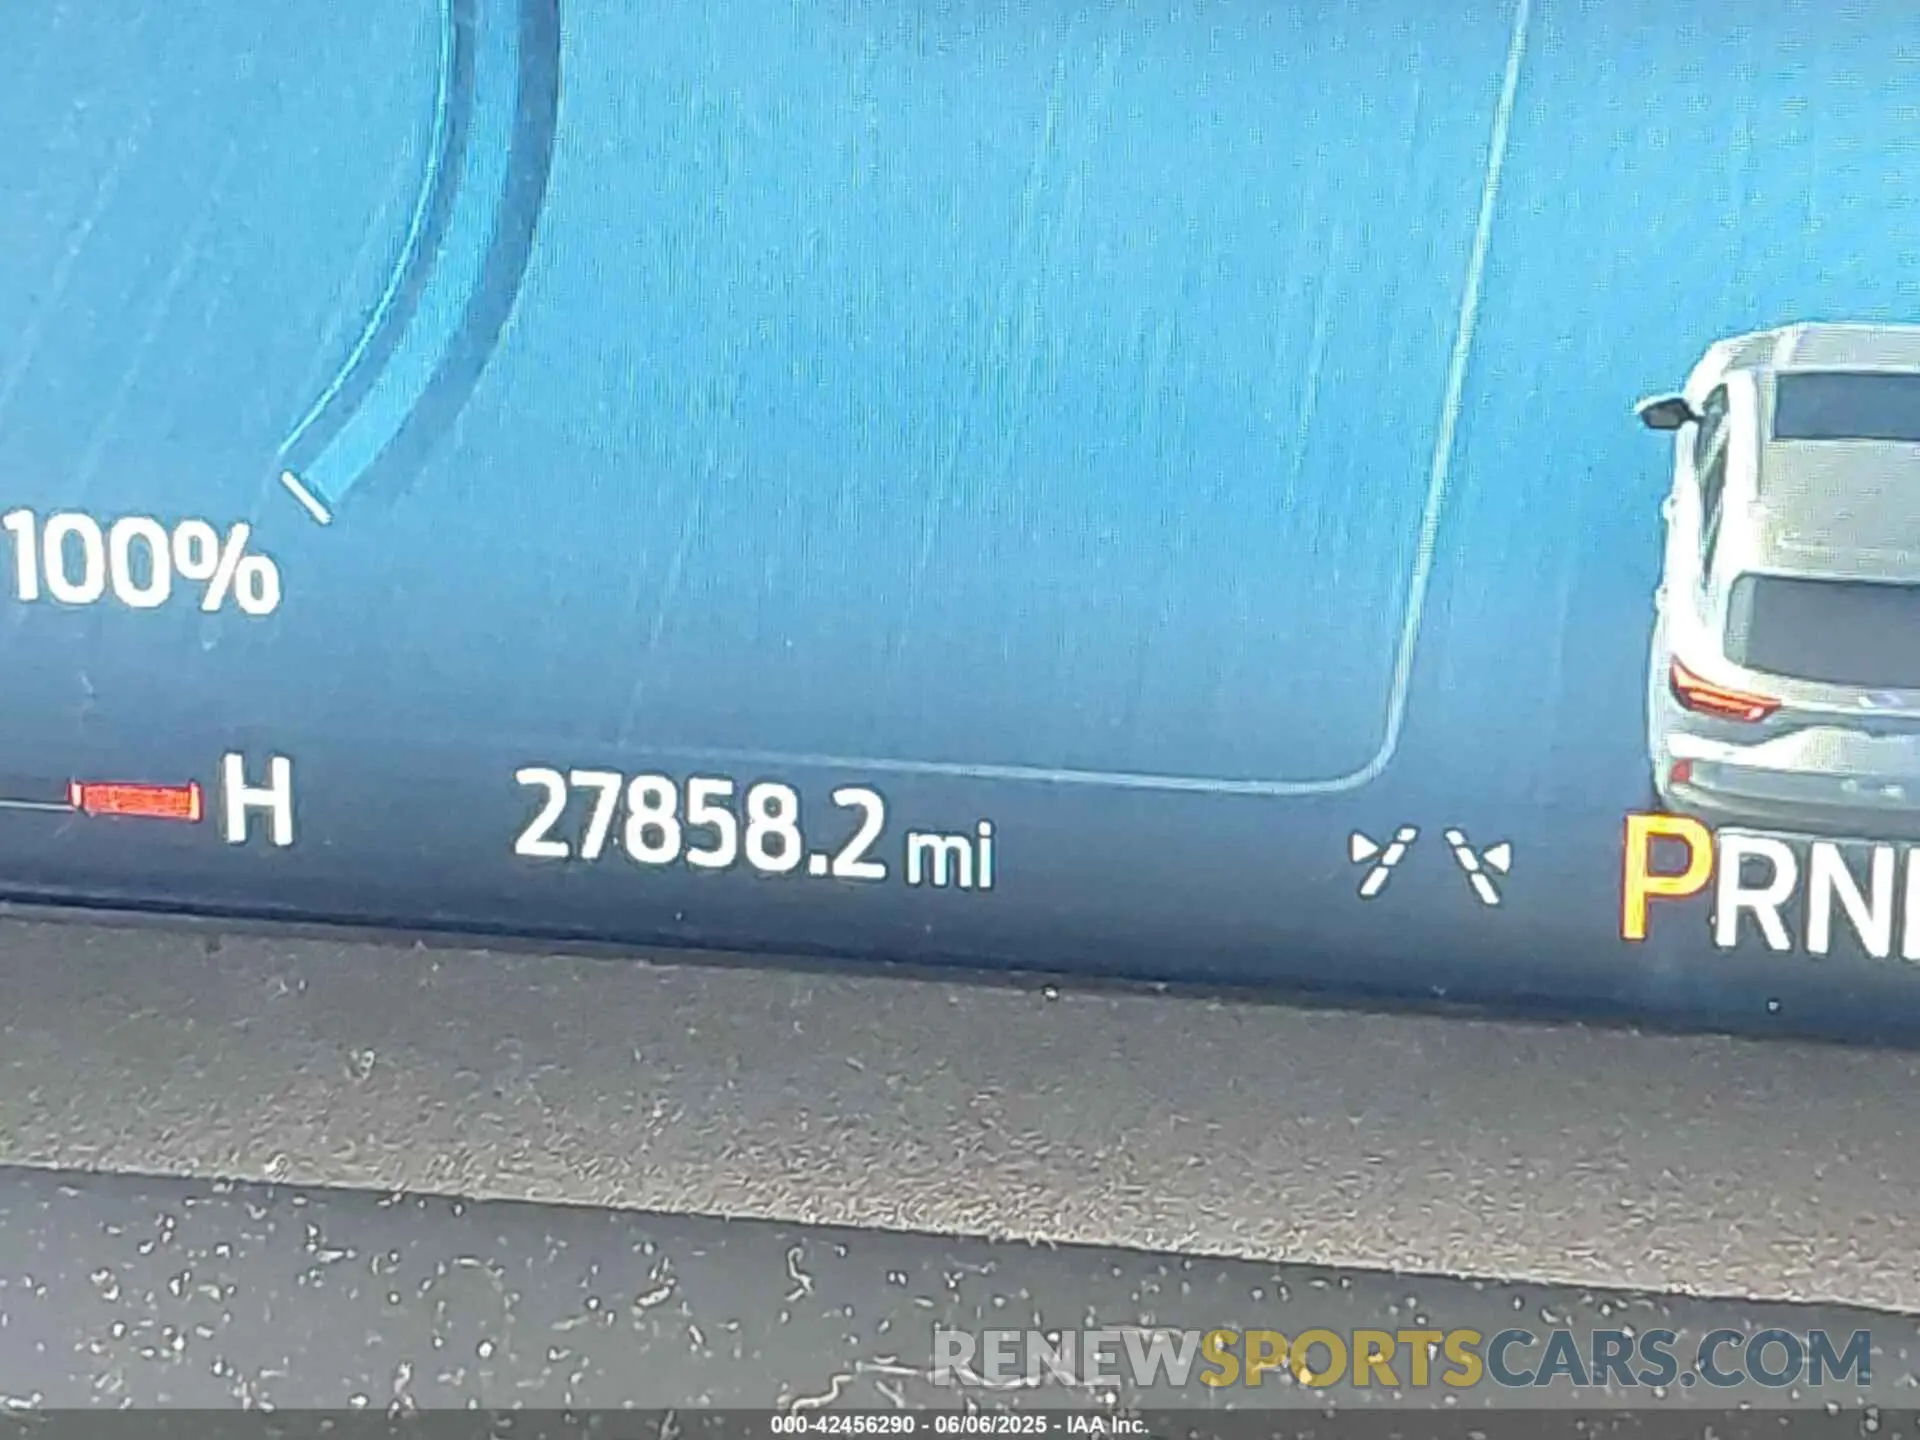 100%
H
27858.2 mi
PRN
RENEWSPORTSCARS.COM
000-42456290 - 06/06/2025 - IAA Inc.